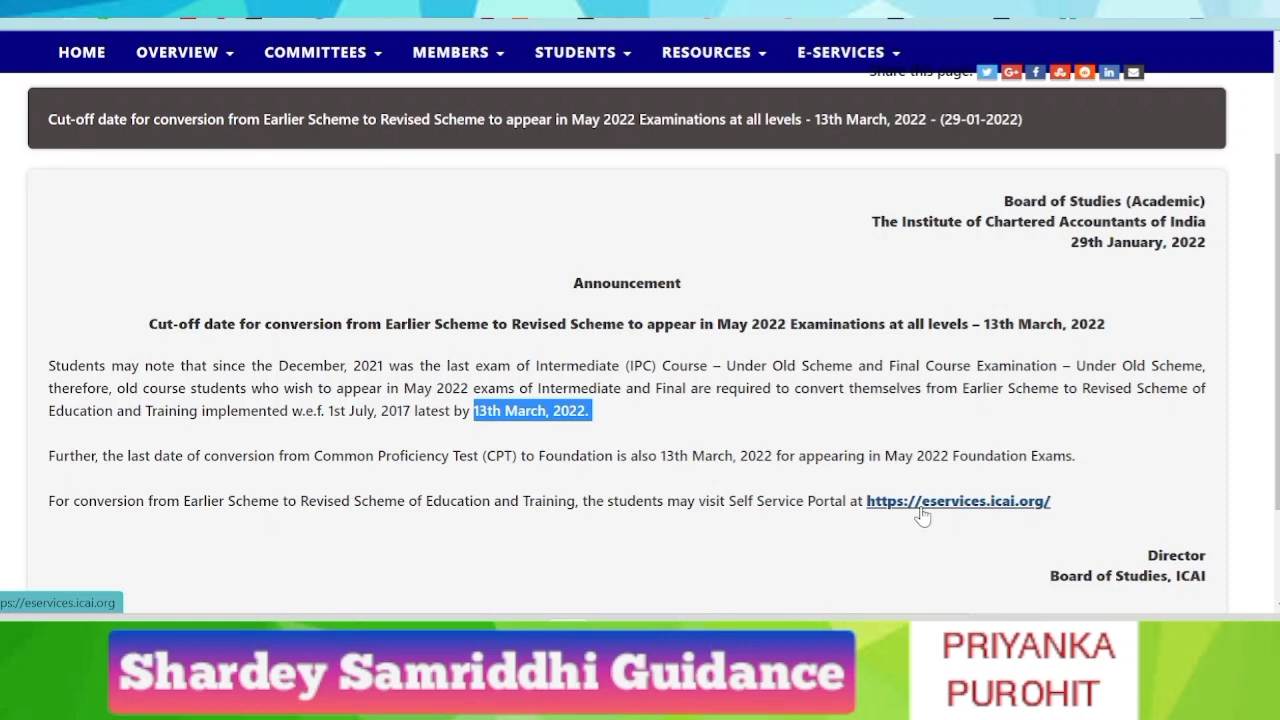 HOME OVERVIEW COMMITTEES MEMBERS STUDENTS RESOURCES E-SERVICES
Share this page:
Cut-off date for conversion from Earlier Scheme to Revised Scheme to appear in May 2022 Examinations at all levels - 13th March, 2022 - (29-01-2022)
Board of Studies (Academic)
The Institute of Chartered Accountants of India
29th January, 2022
Announcement
Cut-off date for conversion from Earlier Scheme to Revised Scheme to appear in May 2022 Examinations at all levels – 13th March, 2022
Students may note that since the December, 2021 was the last exam of Intermediate (IPC) Course – Under Old Scheme and Final Course Examination – Under Old Scheme,
therefore, old course students who wish to appear in May 2022 exams of Intermediate and Final are required to convert themselves from Earlier Scheme to Revised Scheme of
Education and Training implemented w.e.f. 1st July, 2017 latest by 13th March, 2022.
Further, the last date of conversion from Common Proficiency Test (CPT) to Foundation is also 13th March, 2022 for appearing in May 2022 Foundation Exams.
For conversion from Earlier Scheme to Revised Scheme of Education and Training, the students may visit Self Service Portal at https://eservices.icai.org/
Director
Board of Studies, ICAI
ps://eservices.icai.org
Shardey Samriddhi Guidance
PRIYANKA
PUROHIT